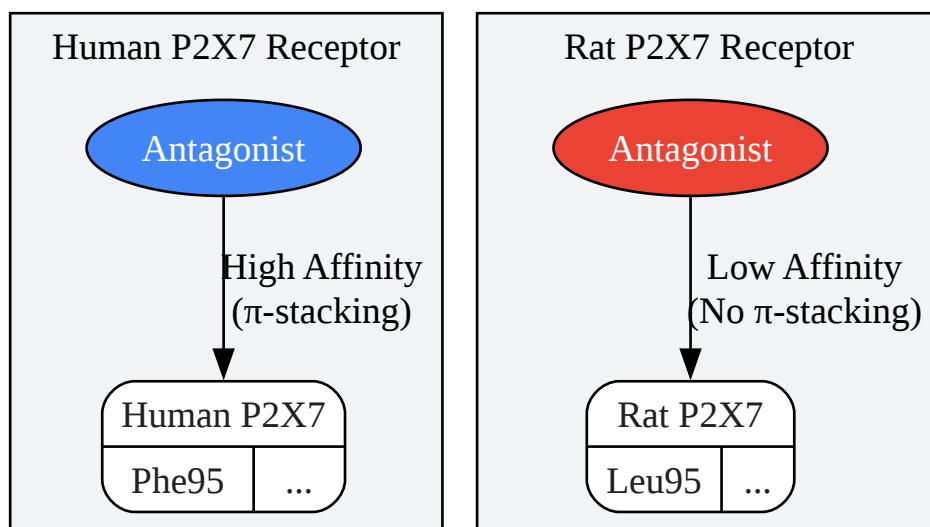 Human P2X7 Receptor
Antagonist
High Affinity
(π-stacking)
Human P2X7
Phe95
...
Rat P2X7 Receptor
Antagonist
Low Affinity
(No π-stacking)
Rat P2X7
Leu95
...